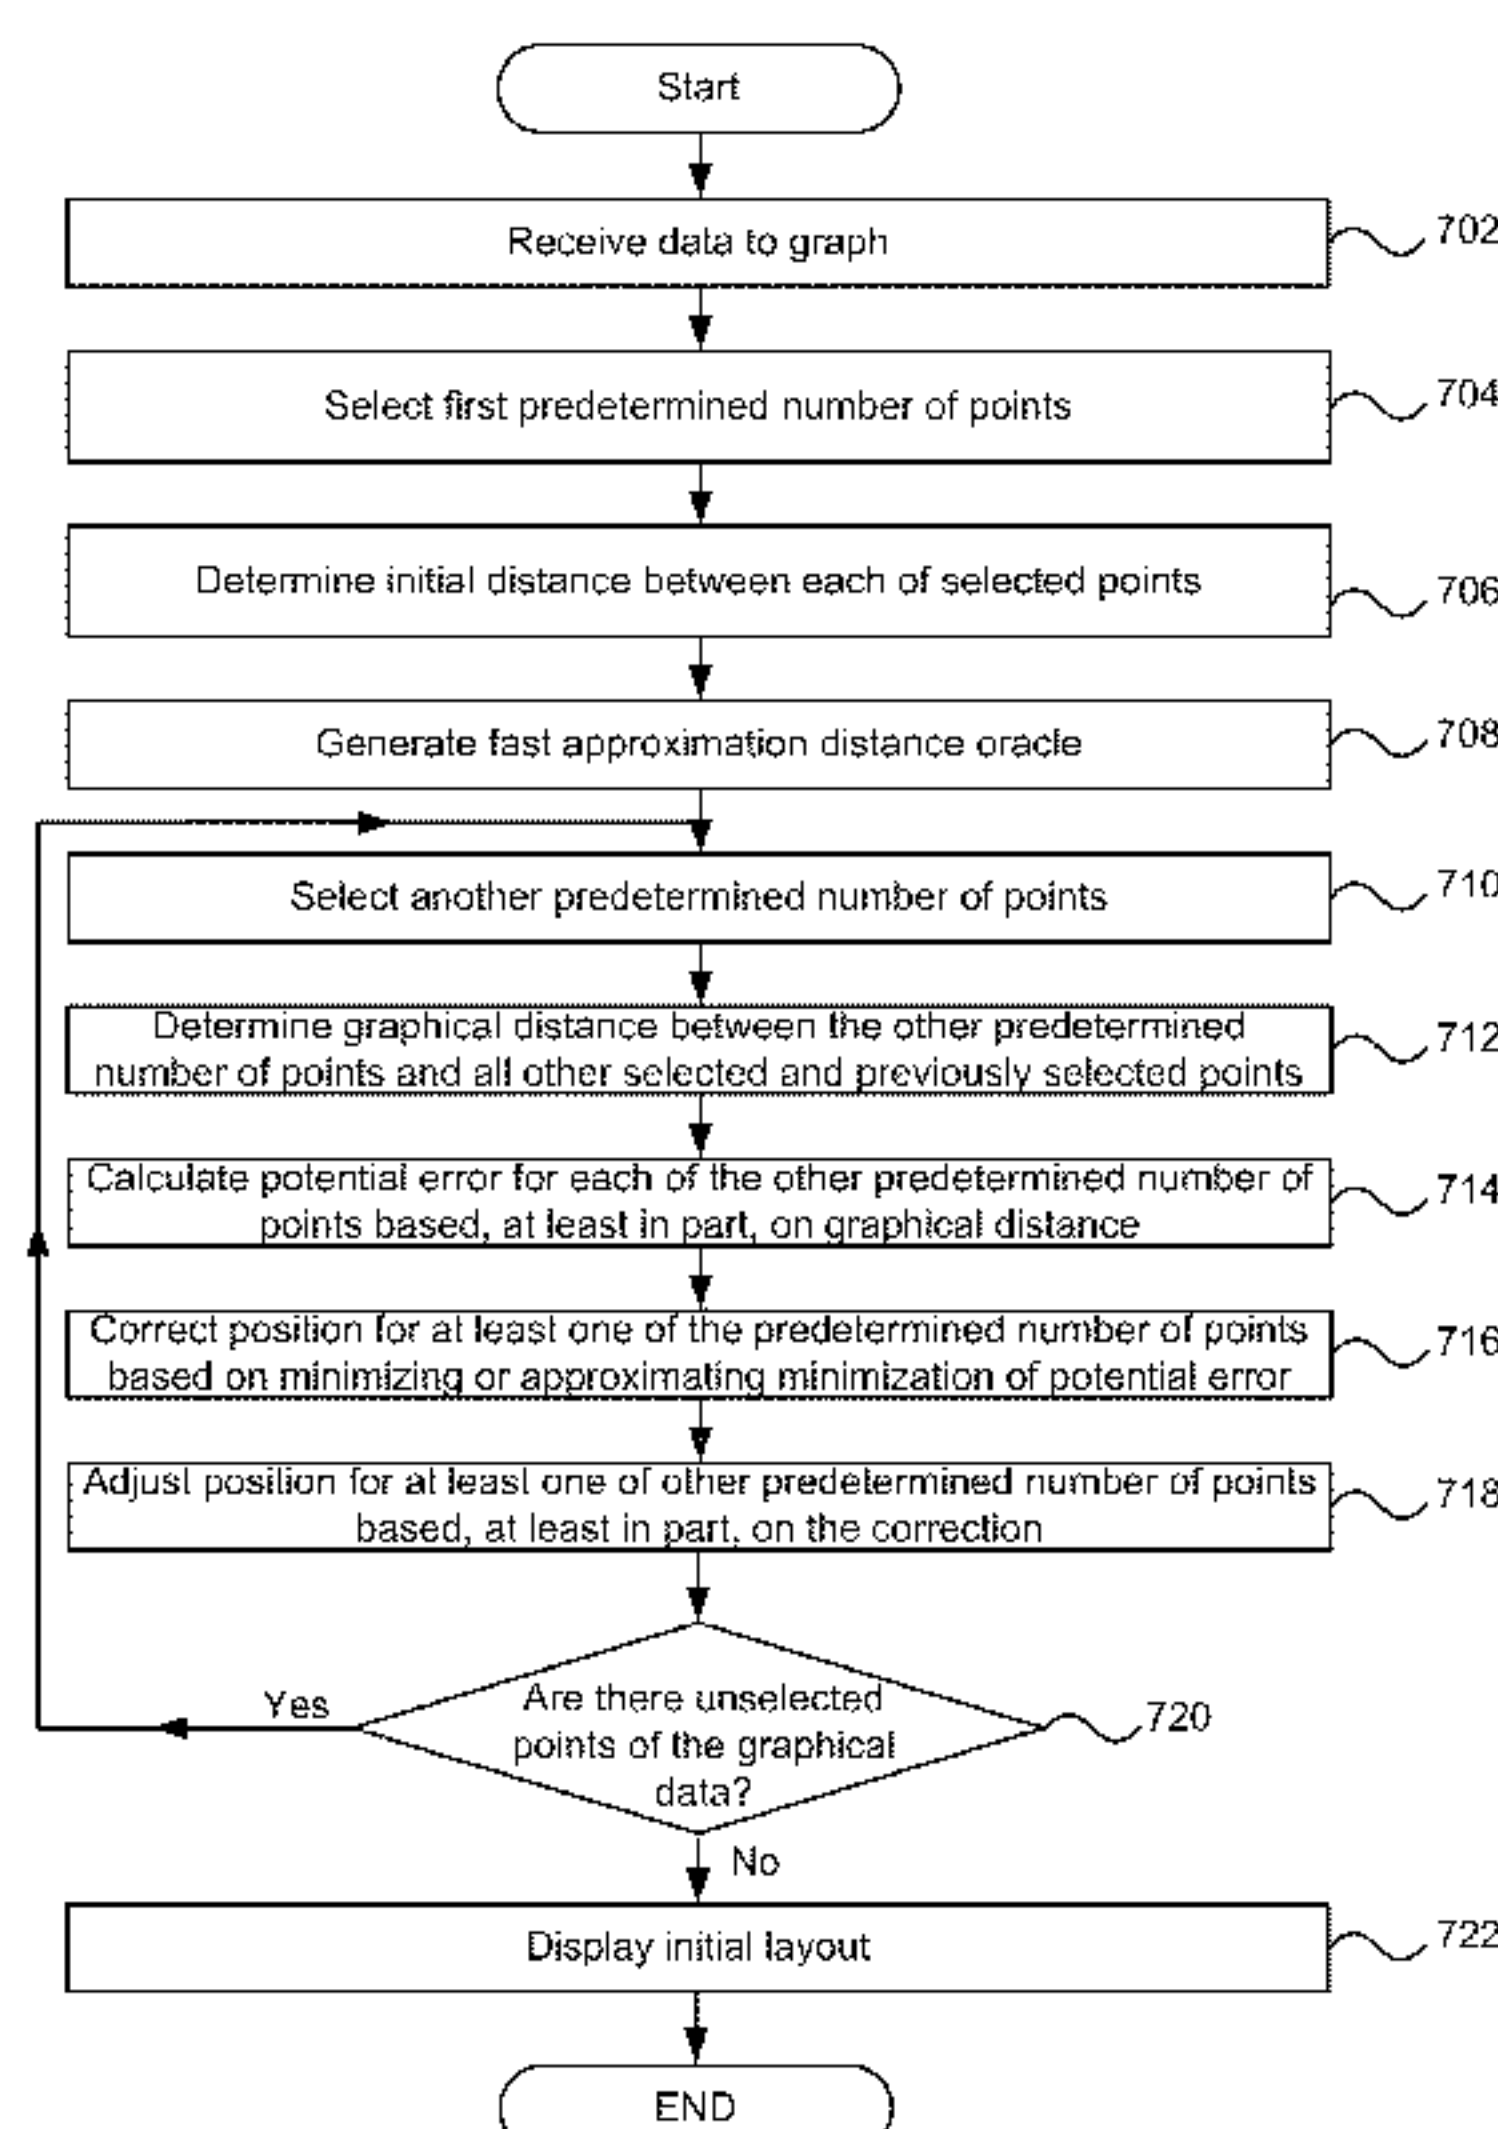 Start
Receive data to graph
702
Select first predetermined number of points
704
Determine initial distance between each of selected points
706
Generate fast approximation distance oracle
708
Select another predetermined number of points
710
Determine graphical distance between the other predetermined
number of points and all other selected and previously selected points
712
Calculate potential error for each of the other predetermined number of
points based, at least in part, on graphical distance
714
Correct position for at least one of the predetermined number of points
based on minimizing or approximating minimization of potential error
716
Adjust position for at least one of other predetermined number of points
based, at least in part, on the correction
718
Yes
Are there unselected
points of the graphical
data?
720
No
Display initial layout
722
END